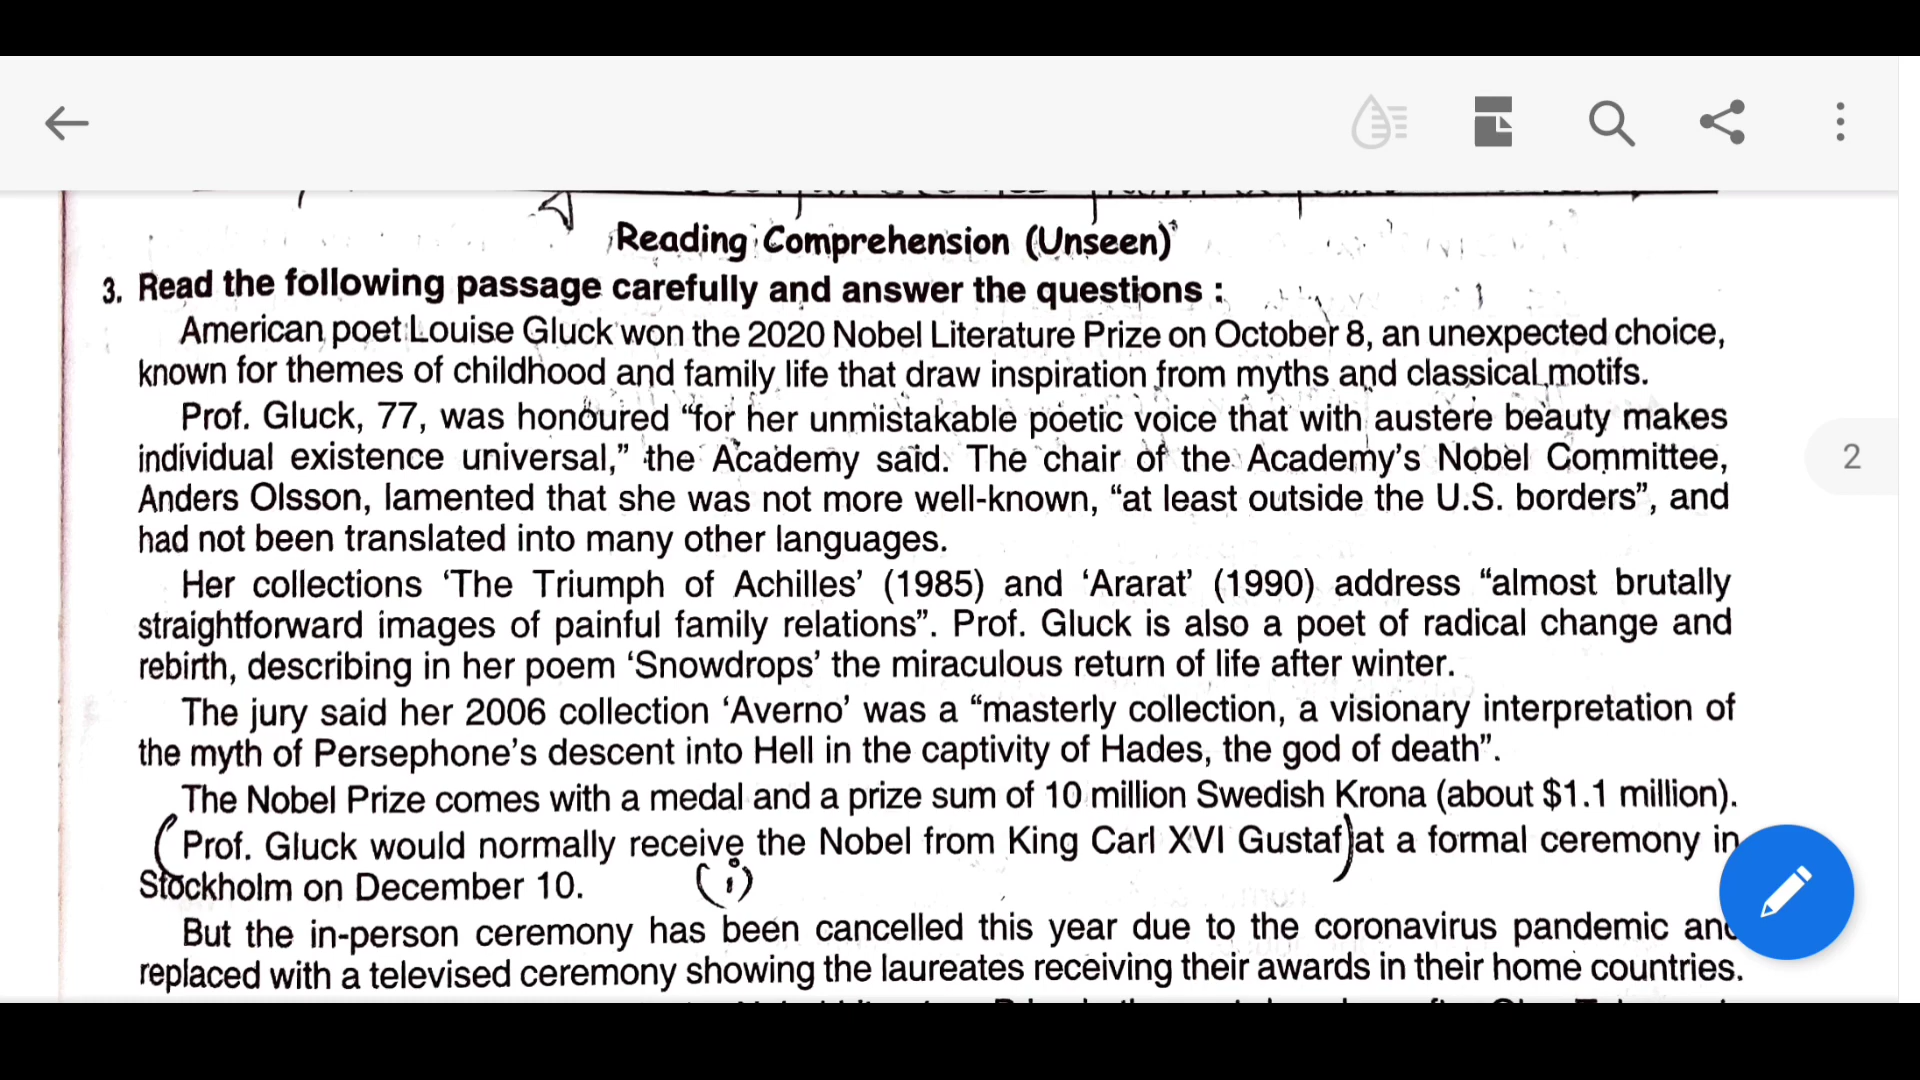 Reading Comprehension (Unseen)
3. Read the following passage carefully and answer the questions :
American poet Louise Gluck won the 2020 Nobel Literature Prize on October 8, an unexpected choice,
known for themes of childhood and family life that draw inspiration from myths and classical motifs.
Prof. Gluck, 77, was honoured “for her unmistakable poetic voice that with austere beauty makes
individual existence universal,” the Academy said. The chair of the Academy’s Nobel Committee,
Anders Olsson, lamented that she was not more well-known, “at least outside the U.S. borders”, and
had not been translated into many other languages.
2
Her collections ‘The Triumph of Achilles’ (1985) and ‘Ararat’ (1990) address “almost brutally
straightforward images of painful family relations”. Prof. Gluck is also a poet of radical change and
rebirth, describing in her poem ‘Snowdrops’ the miraculous return of life after winter.
The jury said her 2006 collection ‘Averno’ was a “masterly collection, a visionary interpretation of
the myth of Persephone’s descent into Hell in the captivity of Hades, the god of death”.
The Nobel Prize comes with a medal and a prize sum of 10 million Swedish Krona (about $1.1 million).
(Prof. Gluck would normally receive the Nobel from King Carl XVI Gustaf) at a formal ceremony in
Stockholm on December 10.
(i)
But the in-person ceremony has been cancelled this year due to the coronavirus pandemic and
replaced with a televised ceremony showing the laureates receiving their awards in their home countries.